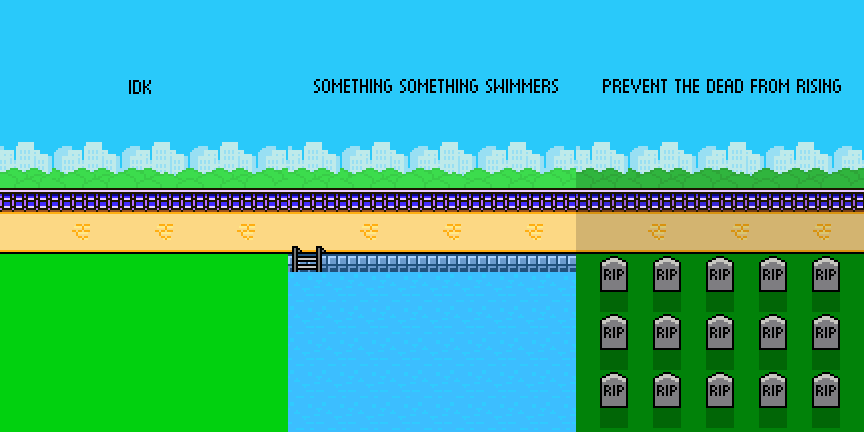 IDK
SOMETHING SOMETHING SWIMMERS
PREVENT THE DEAD FROM RISING
RIP RIP RIP RIP RIP
RIP RIP RIP RIP RIP
RIP RIP RIP RIP RIP